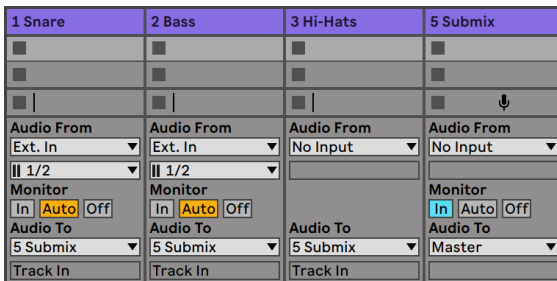 1 Snare 2 Bass 3 Hi-Hats 5 Submix
Audio From Audio From Audio From Audio From
Ext. In Ext. In No Input No Input
1/2 1/2
Monitor Monitor Monitor
In Auto Off In Auto Off In Auto Off
Audio To Audio To Audio To Audio To
5 Submix 5 Submix 5 Submix Master
Track In Track In Track In